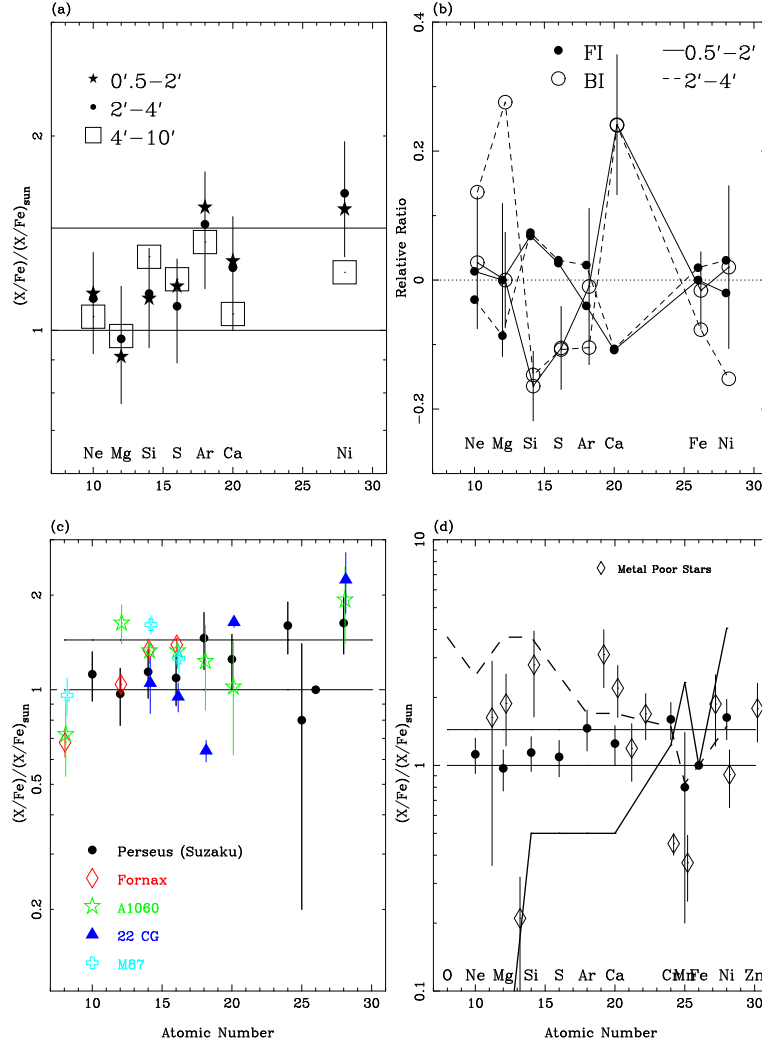 (a)
0'.5−2'
2'−4'
4'−10'
2
1
(X/Fe)/(X/Fe)sun
Ne Mg Si S Ar Ca Ni
10 15 20 25 30
(b)
FI 0.5'−2'
BI 2'−4'
0.4
0.2
0
−0.2
Relative Ratio
Ne Mg Si S Ar Ca Fe Ni
10 15 20 25 30
(c)
2
1
0.5
0.2
(X/Fe)/(X/Fe)sun
Perseus (Suzaku)
Fornax
A1060
22 CG
M87
10 15 20 25 30
Atomic Number
(d)
Metal Poor Stars
10
1
0.1
(X/Fe)/(X/Fe)sun
O Ne Mg Si S Ar Ca Cr Mn Fe Ni Zn
10 15 20 25 30
Atomic Number